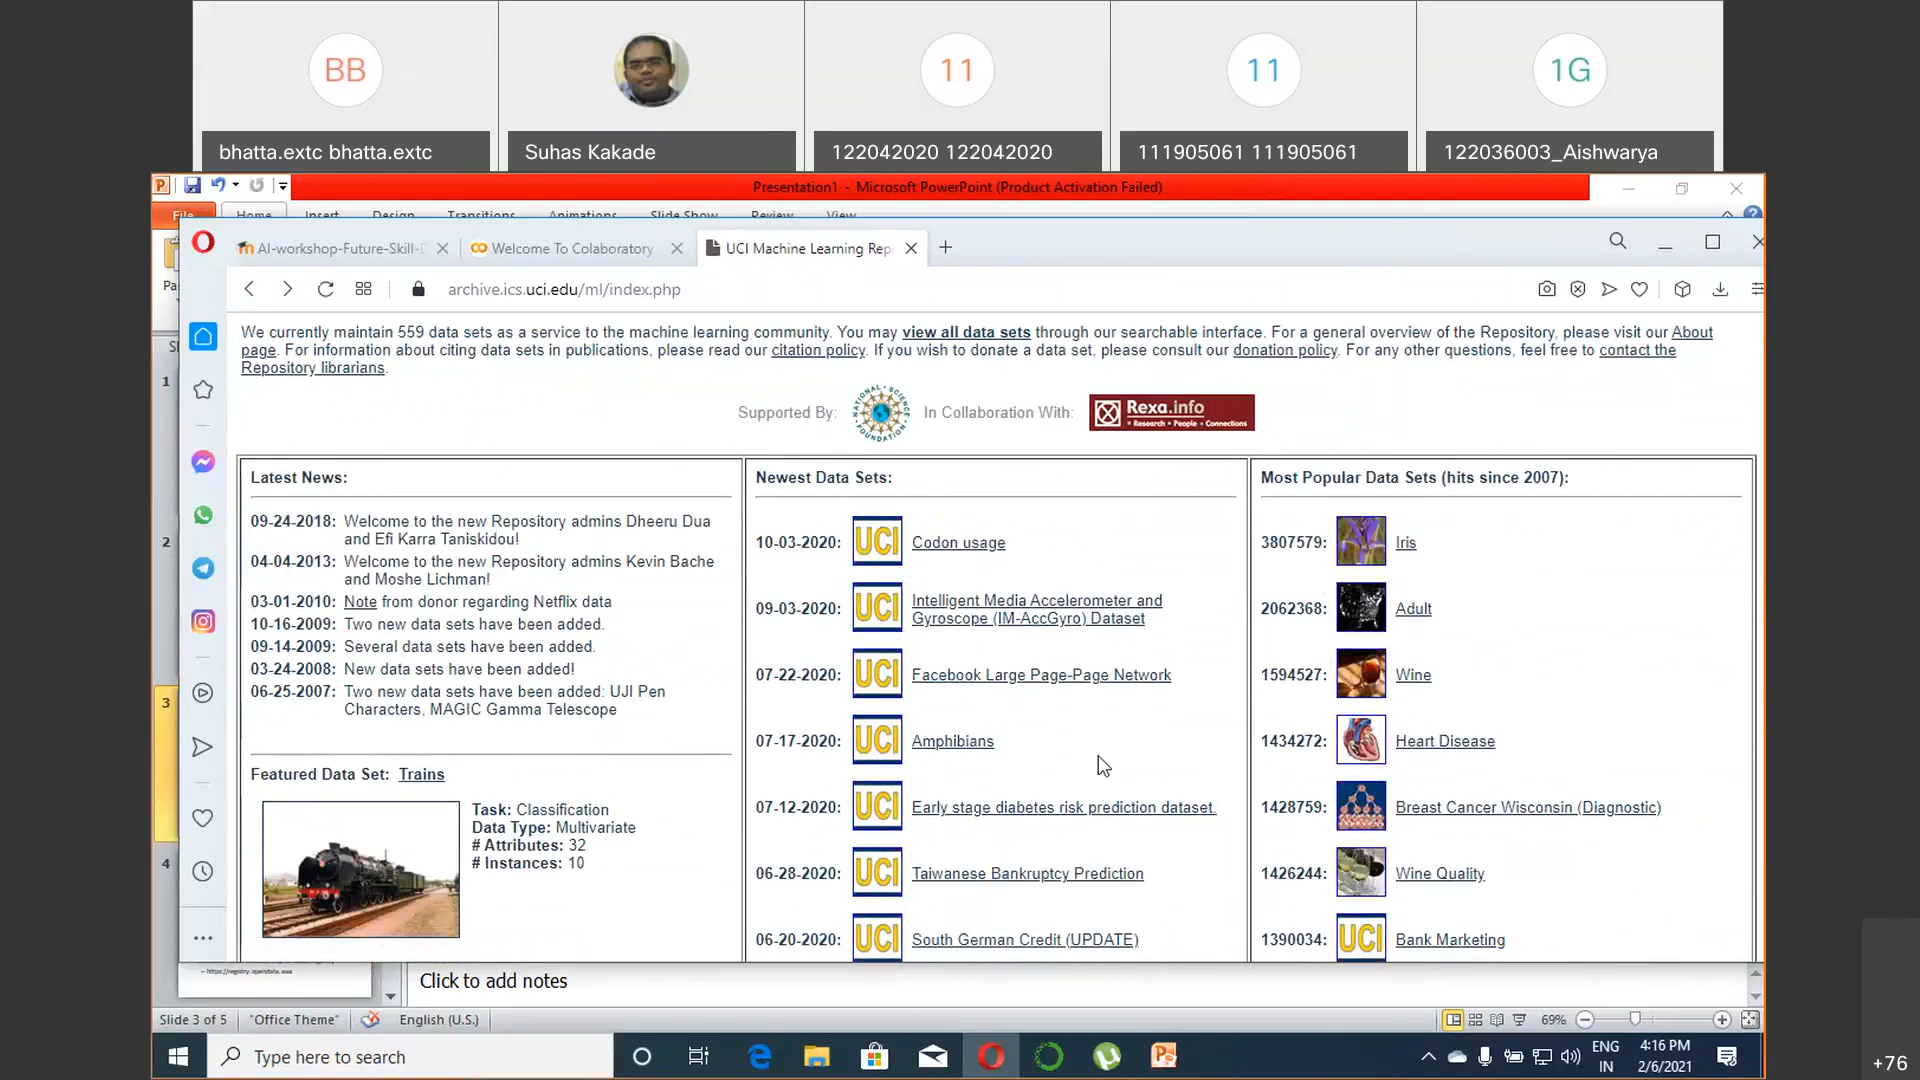 BB
11
11
1G
bhatta.extc bhatta.extc
Suhas Kakade
122042020 122042020
111905061 111905061
122036003_Aishwarya
Presentation1 - Microsoft PowerPoint (Product Activation Failed)
File Home Insert Design Transitions Animations Slide Show Review View
AI-workshop-Future-Skill-
Welcome To Colaboratory
UCI Machine Learning Rep
archive.ics.uci.edu/ml/index.php
We currently maintain 559 data sets as a service to the machine learning community. You may view all data sets through our searchable interface. For a general overview of the Repository, please visit our About
page. For information about citing data sets in publications, please read our citation policy. If you wish to donate a data set, please consult our donation policy. For any other questions, feel free to contact the
Repository librarians.
Supported By:
NATIONAL SCIENCE FOUNDATION
In Collaboration With:
Rexa.info
Research People Connections
Latest News:
09-24-2018: Welcome to the new Repository admins Dheeru Dua
and Efi Karra Taniskidou!
04-04-2013: Welcome to the new Repository admins Kevin Bache
and Moshe Lichman!
03-01-2010: Note from donor regarding Netflix data
10-16-2009: Two new data sets have been added.
09-14-2009: Several data sets have been added.
03-24-2008: New data sets have been added!
06-25-2007: Two new data sets have been added: UJI Pen
Characters, MAGIC Gamma Telescope
Featured Data Set: Trains
Task: Classification
Data Type: Multivariate
# Attributes: 32
# Instances: 10
Newest Data Sets:
10-03-2020: UCI Codon usage
09-03-2020: UCI Intelligent Media Accelerometer and
Gyroscope (IM-AccGyro) Dataset
07-22-2020: UCI Facebook Large Page-Page Network
07-17-2020: UCI Amphibians
07-12-2020: UCI Early stage diabetes risk prediction dataset.
06-28-2020: UCI Taiwanese Bankruptcy Prediction
06-20-2020: UCI South German Credit (UPDATE)
Most Popular Data Sets (hits since 2007):
3807579: Iris
2062368: Adult
1594527: Wine
1434272: Heart Disease
1428759: Breast Cancer Wisconsin (Diagnostic)
1426244: Wine Quality
1390034: UCI Bank Marketing
Pa
Sl
1
2
3
4
Click to add notes
Slide 3 of 5
"Office Theme"
English (U.S.)
69%
Type here to search
ENG
IN
4:16 PM
2/6/2021
+76